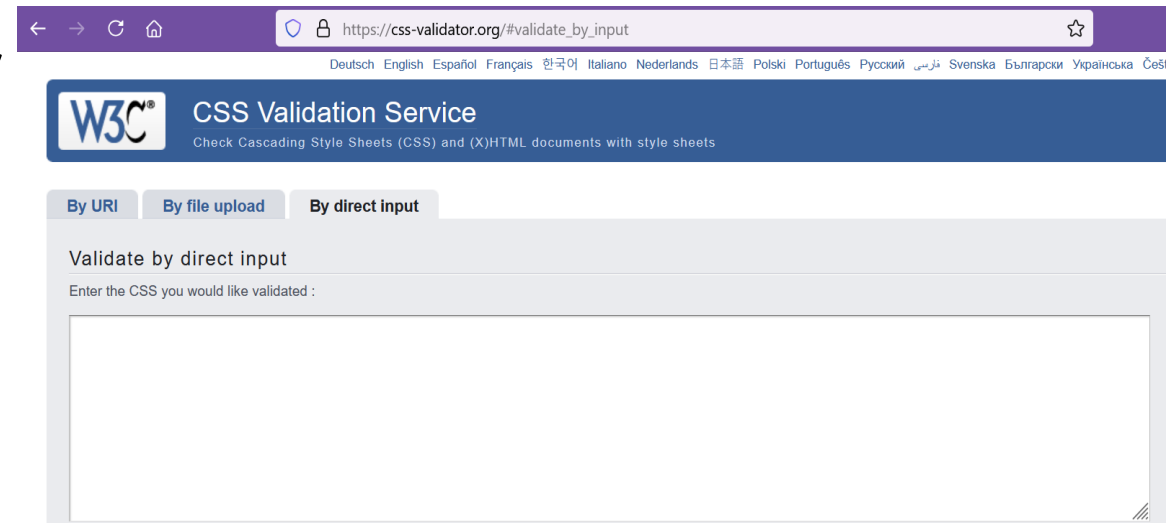 https://css-validator.org/#validate_by_input
Deutsch English Español Français 한국어 Italiano Nederlands 日本語 Polski Português Русский فارسی Svenska Български Українська
W3C® CSS Validation Service
Check Cascading Style Sheets (CSS) and (X)HTML documents with style sheets
By URI By file upload By direct input
Validate by direct input
Enter the CSS you would like validated :